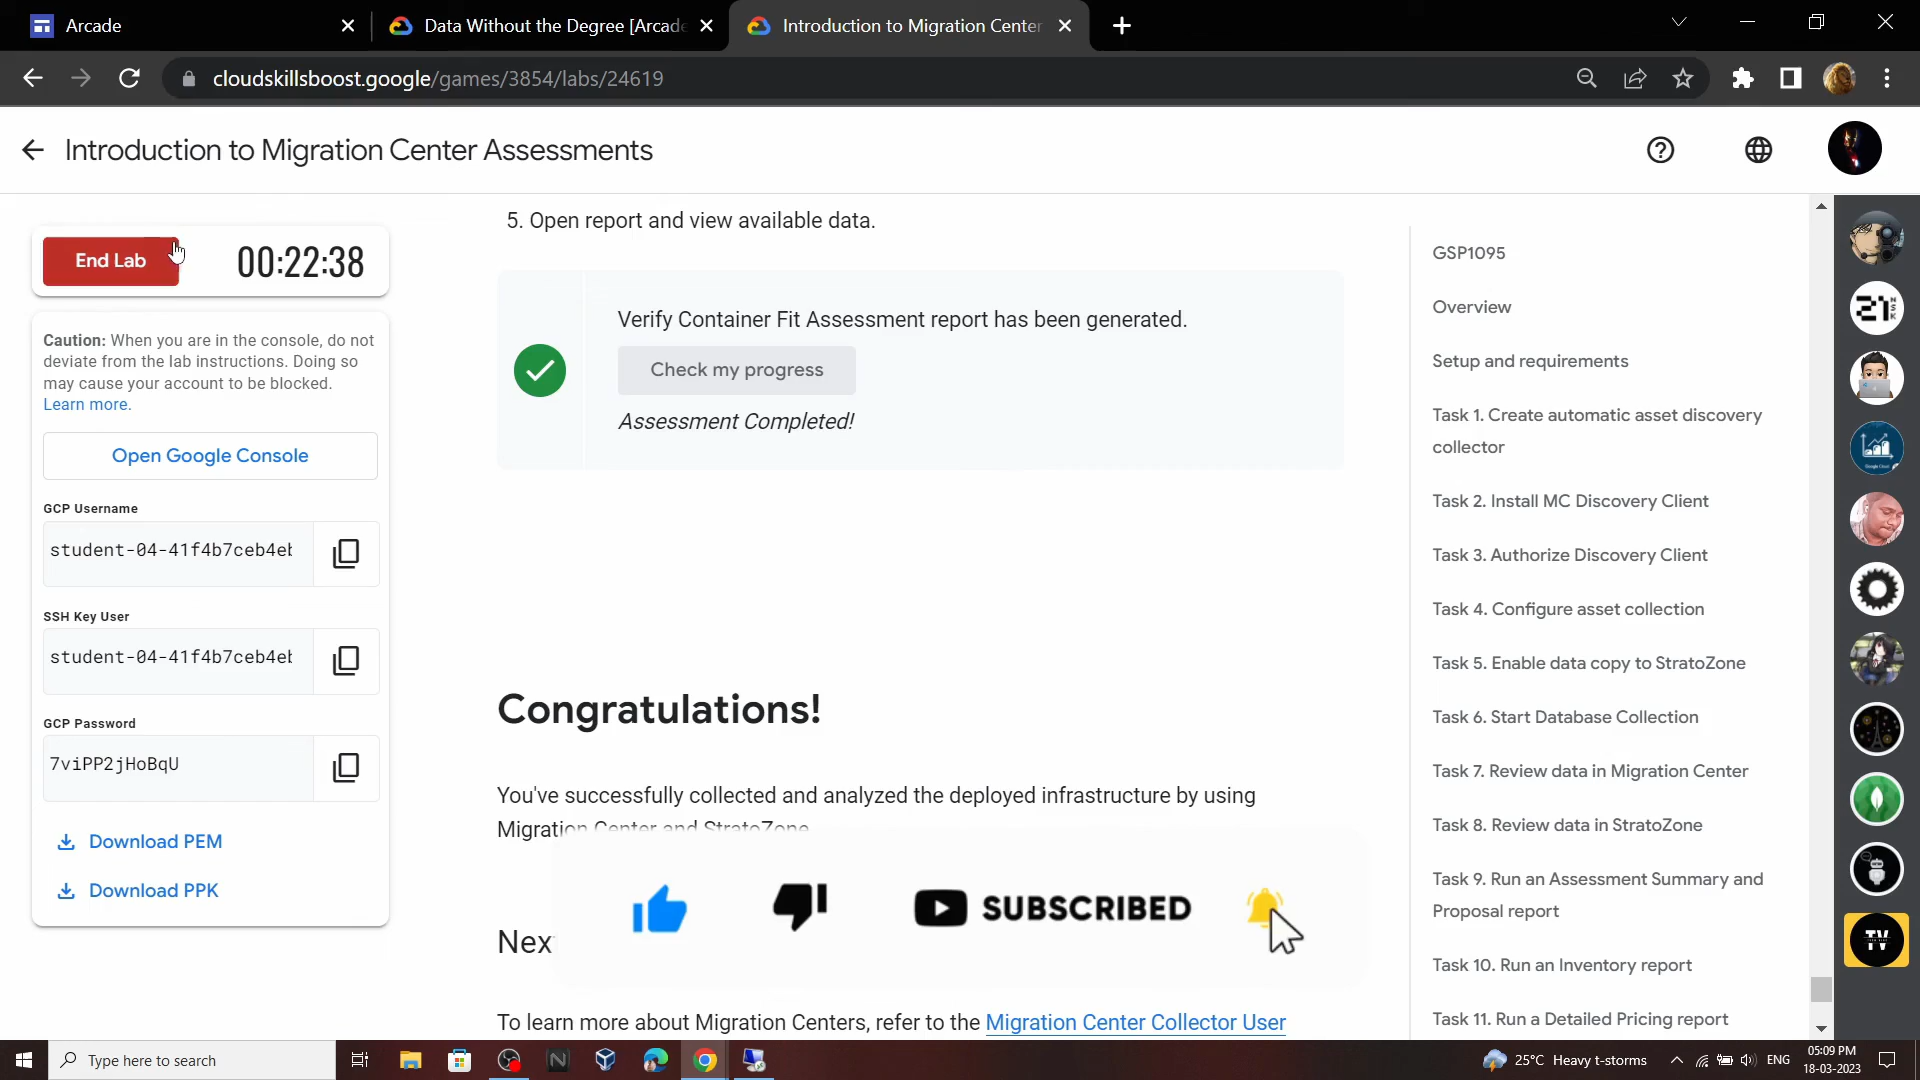 Arcade
Data Without the Degree [Arcade
Introduction to Migration Center
cloudskillsboost.google/games/3854/labs/24619
Introduction to Migration Center Assessments
End Lab
00:22:38
Caution: When you are in the console, do not
deviate from the lab instructions. Doing so
may cause your account to be blocked.
Learn more.
Open Google Console
GCP Username
student-04-41f4b7ceb4eb
SSH Key User
student-04-41f4b7ceb4eb
GCP Password
7viPP2jHoBqU
Download PEM
Download PPK
5. Open report and view available data.
Verify Container Fit Assessment report has been generated.
Check my progress
Assessment Completed!
Congratulations!
You've successfully collected and analyzed the deployed infrastructure by using
Migration Center and StratoZone
SUBSCRIBED
Nex
To learn more about Migration Centers, refer to the Migration Center Collector User
GSP1095
Overview
Setup and requirements
Task 1. Create automatic asset discovery
collector
Task 2. Install MC Discovery Client
Task 3. Authorize Discovery Client
Task 4. Configure asset collection
Task 5. Enable data copy to StratoZone
Task 6. Start Database Collection
Task 7. Review data in Migration Center
Task 8. Review data in StratoZone
Task 9. Run an Assessment Summary and
Proposal report
Task 10. Run an Inventory report
Task 11. Run a Detailed Pricing report
21
TV
Type here to search
25°C Heavy t-storms
ENG
05:09 PM
18-03-2023